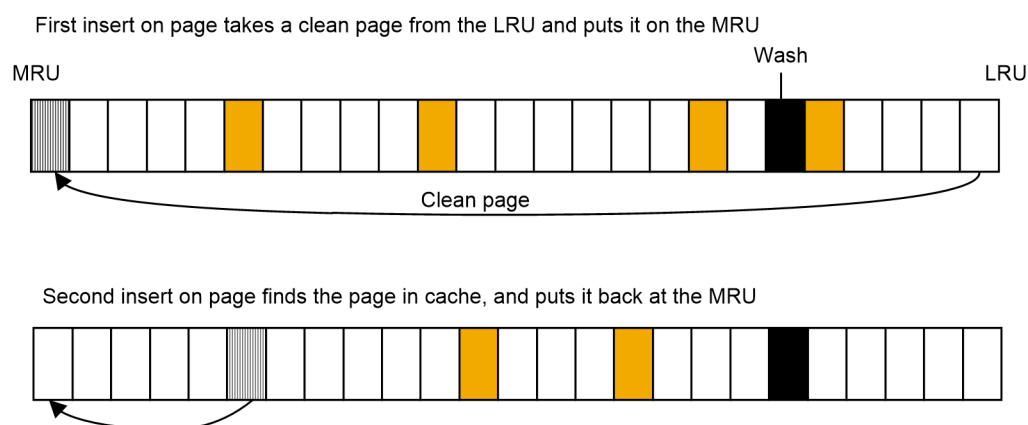 First insert on page takes a clean page from the LRU and puts it on the MRU
Wash
MRU
LRU
Clean page
Second insert on page finds the page in cache, and puts it back at the MRU